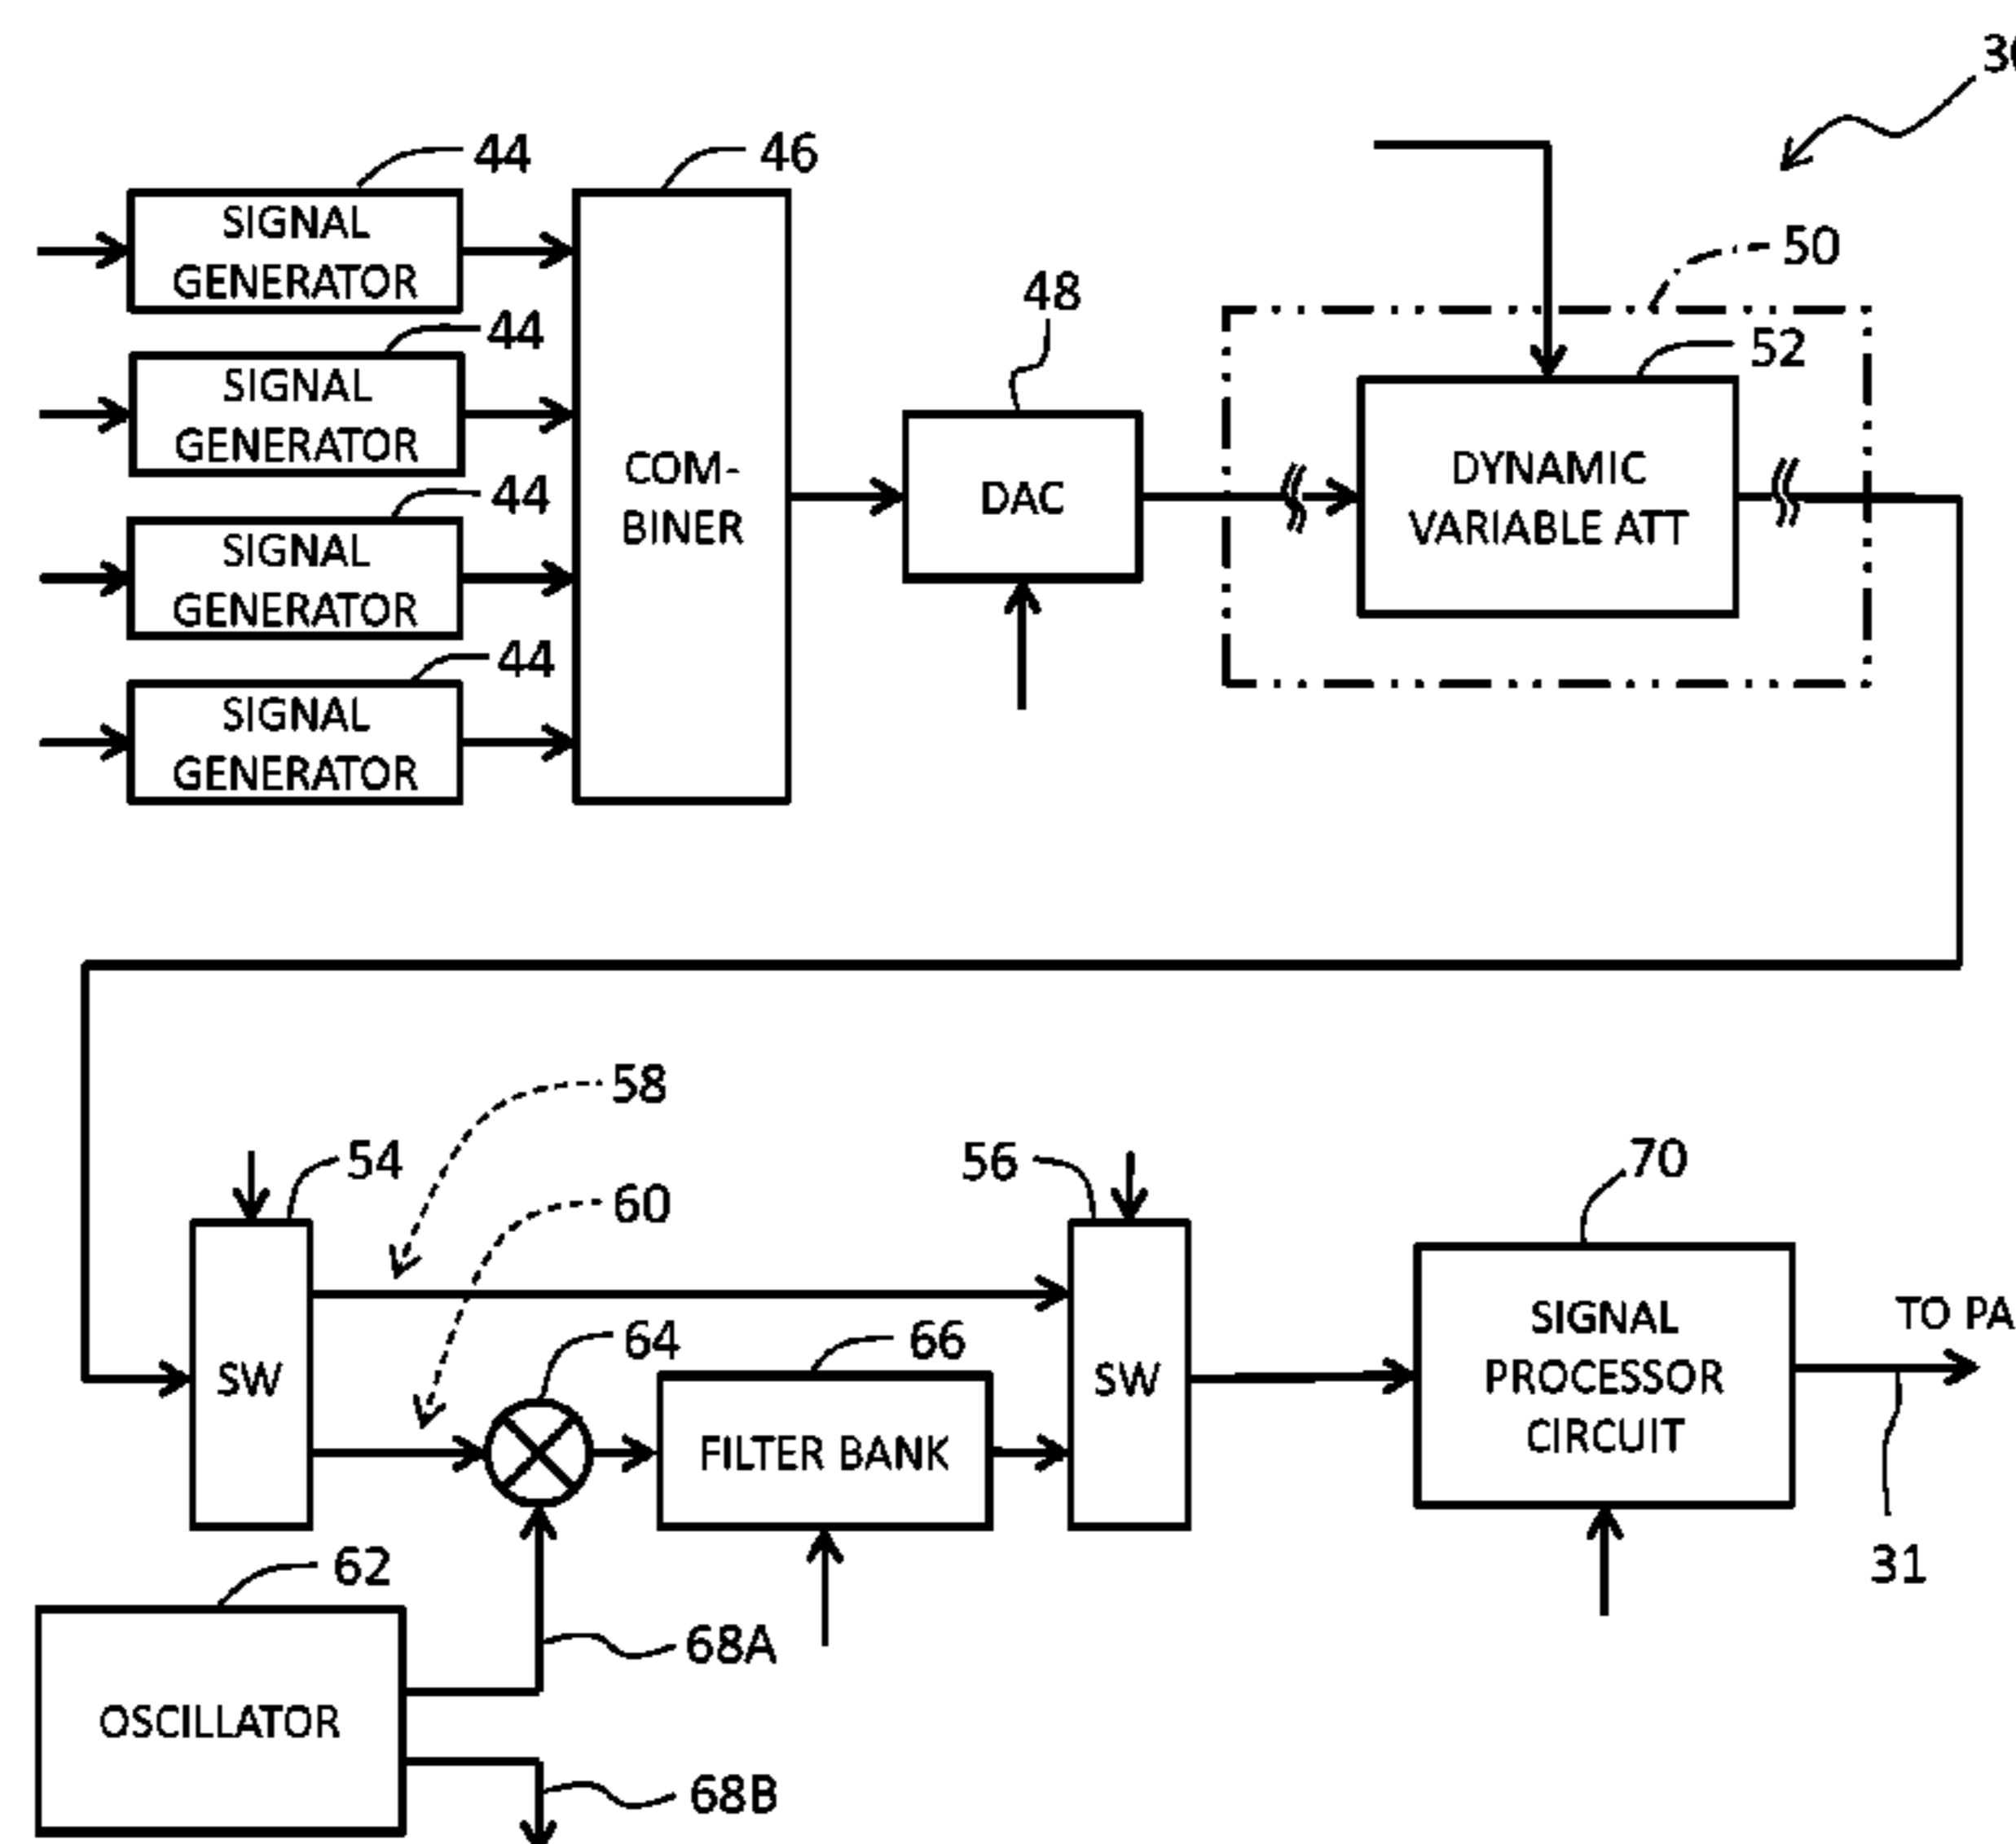 44
SIGNAL
GENERATOR
44
SIGNAL
GENERATOR
44
SIGNAL
GENERATOR
44
SIGNAL
GENERATOR
46
COM-
BINER
48
DAC
50
52
DYNAMIC
VARIABLE ATT
58
54
60
SW
64
66
FILTER BANK
56
SW
70
SIGNAL
PROCESSOR
CIRCUIT
TO PA
31
62
OSCILLATOR
68A
68B